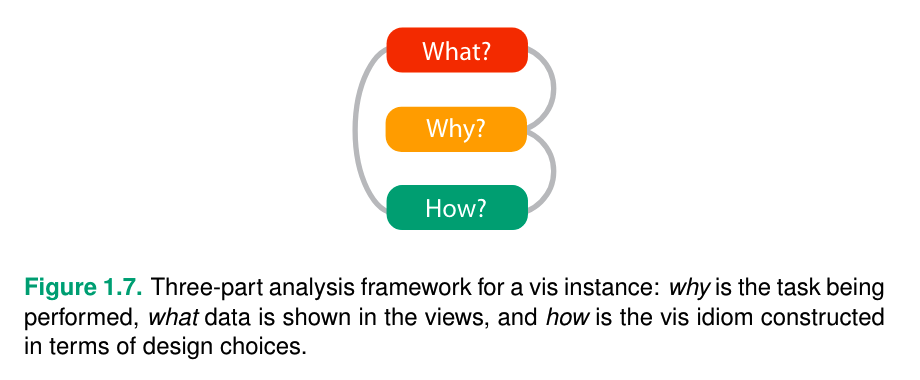 What?
Why?
How?
Figure 1.7. Three-part analysis framework for a vis instance: why is the task being
performed, what data is shown in the views, and how is the vis idiom constructed
in terms of design choices.